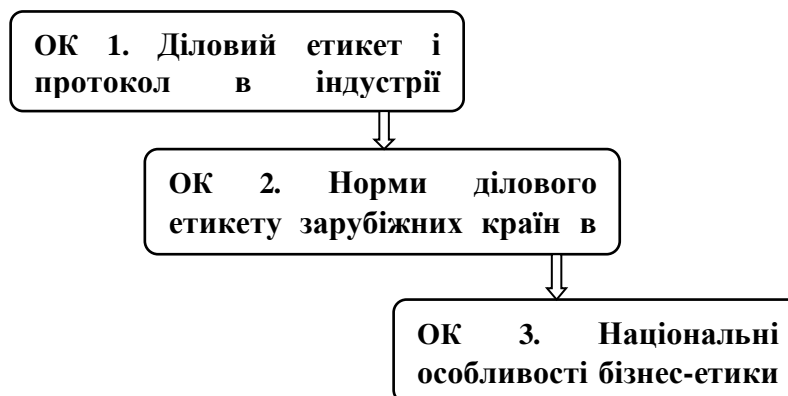 ОК 1. Діловий етикет і
протокол в індустрії
ОК 2. Норми ділового
етикету зарубіжних країн в
ОК 3. Національні
особливості бізнес-етики